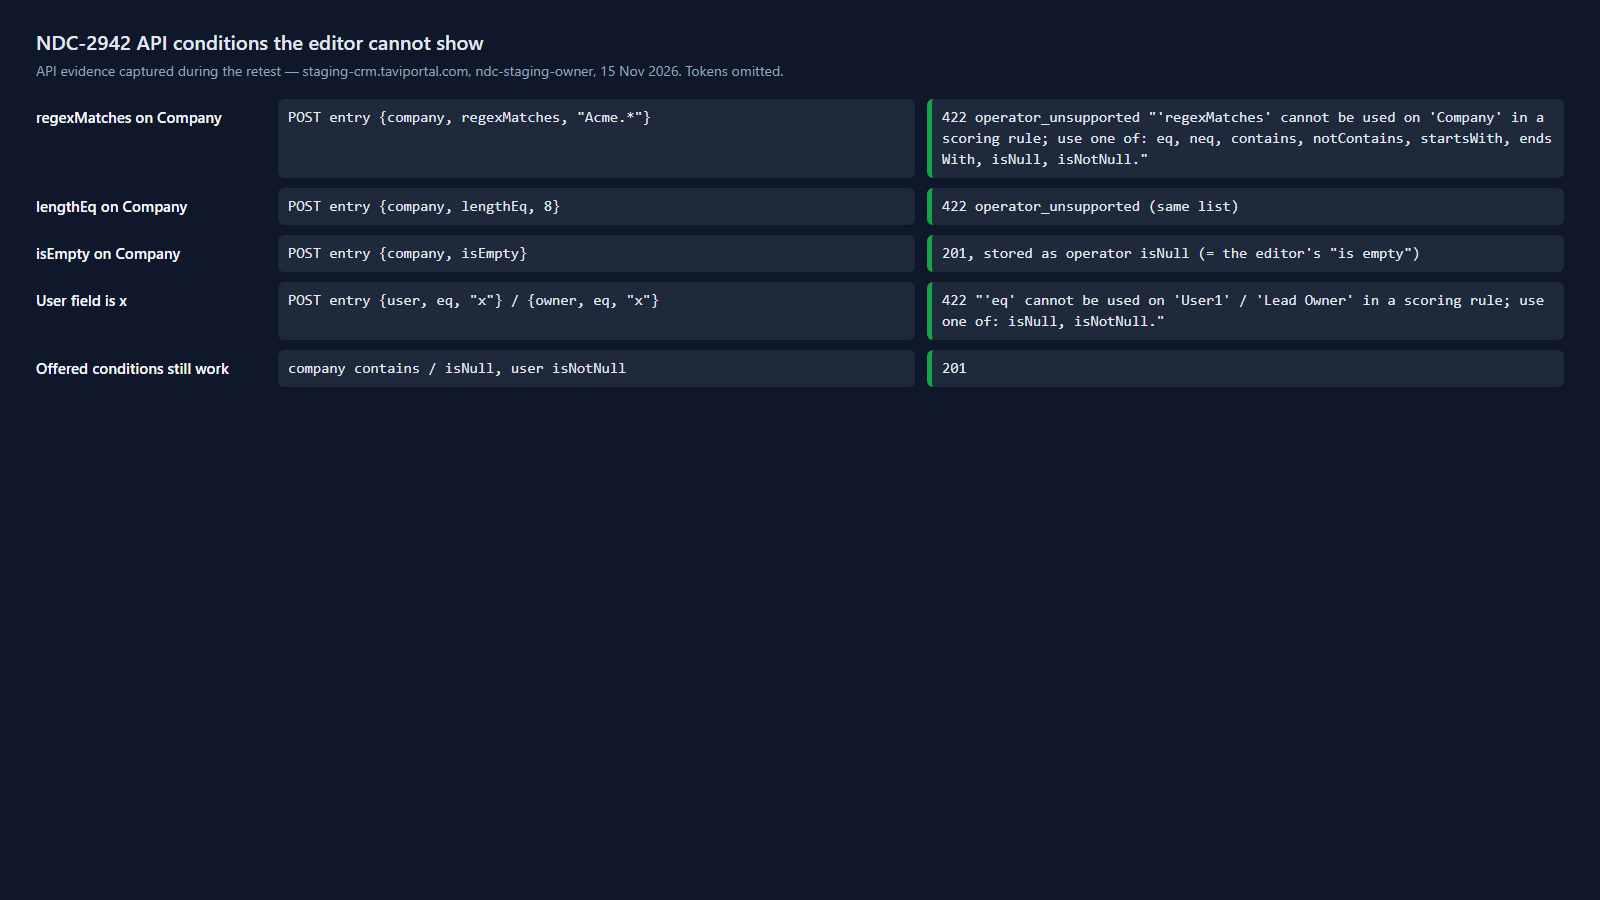 NDC-2942 API conditions the editor cannot show
API evidence captured during the retest — staging-crm.taviportal.com, ndc-staging-owner, 15 Nov 2026. Tokens omitted.
regexMatches on Company
POST entry {company, regexMatches, "Acme.*"}
422 operator_unsupported "'regexMatches' cannot be used on 'Company' in a
scoring rule; use one of: eq, neq, contains, notContains, startsWith, ends
With, isNull, isNotNull."
lengthEq on Company
POST entry {company, lengthEq, 8}
422 operator_unsupported (same list)
isEmpty on Company
POST entry {company, isEmpty}
201, stored as operator isNull (= the editor's "is empty")
User field is x
POST entry {user, eq, "x"} / {owner, eq, "x"}
422 "'eq' cannot be used on 'User1' / 'Lead Owner' in a scoring rule; use
one of: isNull, isNotNull."
Offered conditions still work
company contains / isNull, user isNotNull
201